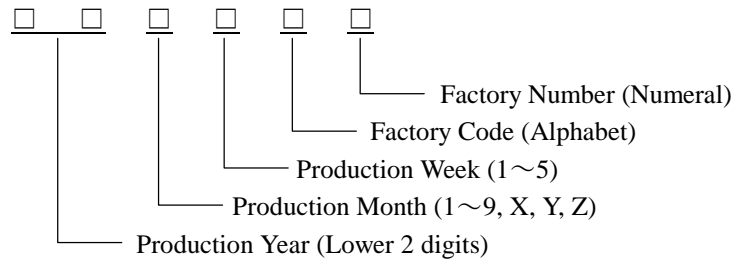 □ □ □ □ □ □
Factory Number (Numeral)
Factory Code (Alphabet)
Production Week (1～5)
Production Month (1～9, X, Y, Z)
Production Year (Lower 2 digits)